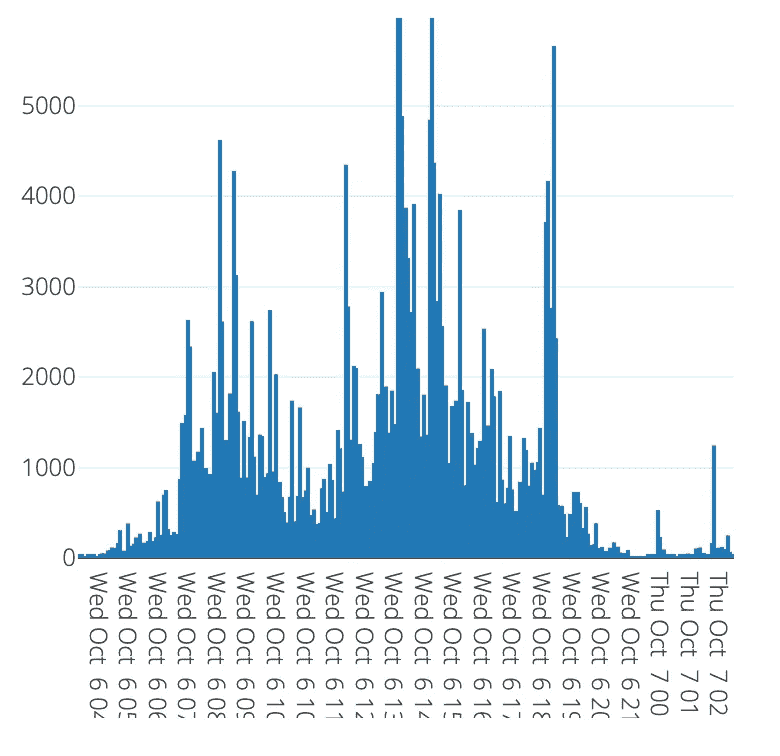 5000
4000
3000
2000
1000
0
Wed Oct 6 04
Wed Oct 6 05
Wed Oct 6 06
Wed Oct 6 07
Wed Oct 6 08
Wed Oct 6 09
Wed Oct 6 10
Wed Oct 6 10
Wed Oct 6 11
Wed Oct 6 12
Wed Oct 6 13
Wed Oct 6 14
Wed Oct 6 15
Wed Oct 6 16
Wed Oct 6 17
Wed Oct 6 18
Wed Oct 6 19
Wed Oct 6 20
Wed Oct 6 21
Thu Oct 7 00
Thu Oct 7 01
Thu Oct 7 02